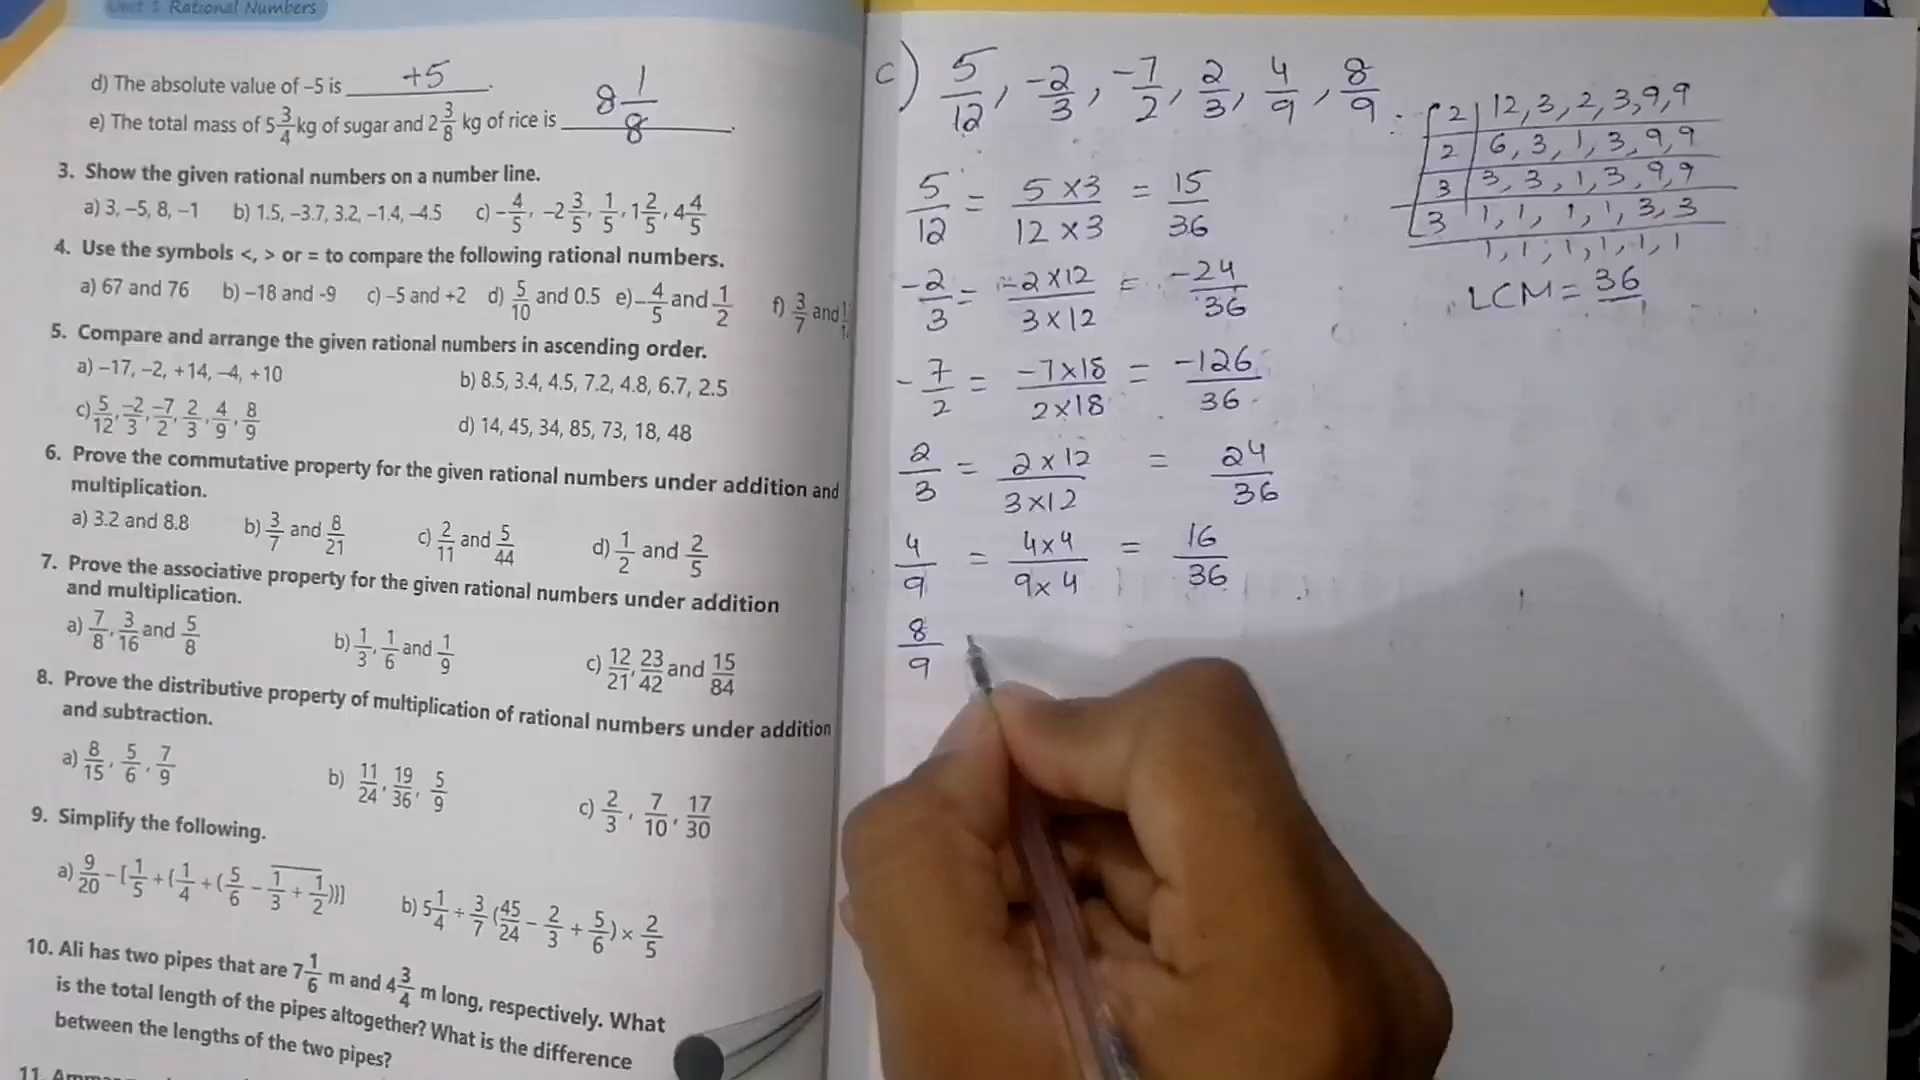 Unit 1 Rational Numbers
d) The absolute value of –5 is +5.
e) The total mass of 5 3/4 kg of sugar and 2 3/8 kg of rice is 8 1/8.
3. Show the given rational numbers on a number line.
a) 3, –5, 8, –1 b) 1.5, –3.7, 3.2, –1.4, –4.5 c) –4/5, –2 3/5, 1/5, 1 2/5, 4 4/5
4. Use the symbols <, > or = to compare the following rational numbers.
a) 67 and 76 b) –18 and -9 c) –5 and +2 d) 5/10 and 0.5 e) –4/5 and 1/2 f) 3/7 and
5. Compare and arrange the given rational numbers in ascending order.
a) –17, –2, +14, –4, +10 b) 8.5, 3.4, 4.5, 7.2, 4.8, 6.7, 2.5
c) 5/12, –2/3, –7/2, 2/3, 4/9, 8/9 d) 14, 45, 34, 85, 73, 18, 48
6. Prove the commutative property for the given rational numbers under addition and
multiplication.
a) 3.2 and 8.8 b) 3/7 and 8/21 c) 2/11 and 5/44 d) 1/2 and 2/5
7. Prove the associative property for the given rational numbers under addition
and multiplication.
a) 7/8, 3/16 and 5/8 b) 1/3, 1/6 and 1/9 c) 12/21, 23/42 and 15/84
8. Prove the distributive property of multiplication of rational numbers under addition
and subtraction.
a) 8/15, 5/6, 7/9 b) 11/24, 19/36, 5/9 c) 2/3, 7/10, 17/30
9. Simplify the following.
a) 9/20 – [1/5 + {1/4 + (5/6 – 1/3 + 1/2)}] b) 5 1/4 ÷ 3/7 (45/24 – 2/3 + 5/6) × 2/5
10. Ali has two pipes that are 7 1/6 m and 4 3/4 m long, respectively. What
is the total length of the pipes altogether? What is the difference
between the lengths of the two pipes?
11.
c) 5/12, -2/3, -7/2, 2/3, 4/9, 8/9.
5/12 = 5 x 3/12 x 3 = 15/36
-2/3 = -2 x 12/3 x 12 = -24/36
-7/2 = -7 x 18/2 x 18 = -126/36
2/3 = 2 x 12/3 x 12 = 24/36
4/9 = 4 x 4/9 x 4 = 16/36
8/9
2 | 12, 3, 2, 3, 9, 9
2 | 6, 3, 1, 3, 9, 9
3 | 3, 3, 1, 3, 9, 9
3 | 1, 1, 1, 1, 3, 3
1, 1, 1, 1, 1, 1
LCM = 36